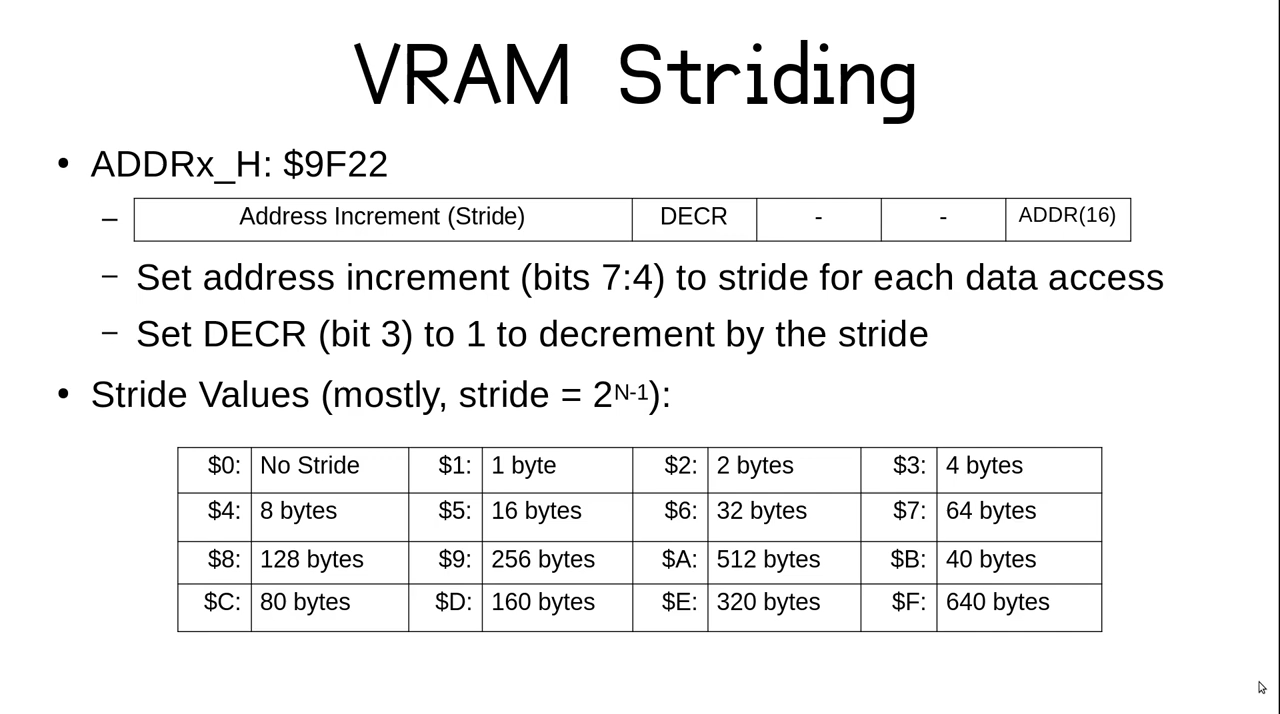 VRAM Striding
• ADDRx_H: $9F22
– Address Increment (Stride) DECR - - ADDR(16)
– Set address increment (bits 7:4) to stride for each data access
– Set DECR (bit 3) to 1 to decrement by the stride
• Stride Values (mostly, stride = 2N-1):
$0: No Stride $1: 1 byte $2: 2 bytes $3: 4 bytes
$4: 8 bytes $5: 16 bytes $6: 32 bytes $7: 64 bytes
$8: 128 bytes $9: 256 bytes $A: 512 bytes $B: 40 bytes
$C: 80 bytes $D: 160 bytes $E: 320 bytes $F: 640 bytes